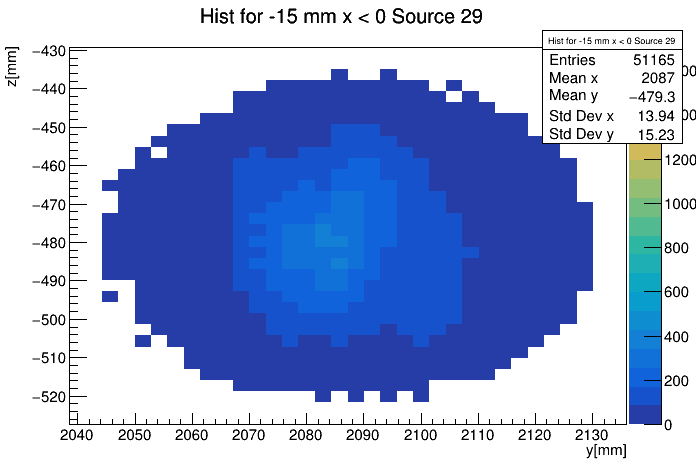 Hist for -15 mm x < 0 Source 29
z[mm]
Hist for -15 mm x < 0 Source 29
Entries 51165
Mean x 2087
Mean y −479.3
Std Dev x 13.94
Std Dev y 15.23
−430
−440
−450
−460
−470
−480
−490
−500
−510
−520
2040 2050 2060 2070 2080 2090 2100 2110 2120 2130
y[mm]
1200
1000
800
600
400
200
0